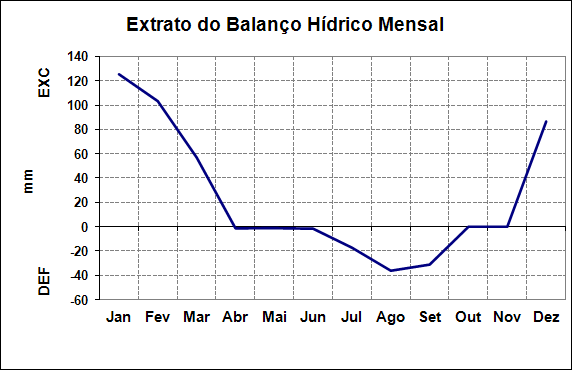 Extrato do Balanço Hídrico Mensal
EXC
mm
DEF
140
120
100
80
60
40
20
0
-20
-40
-60
Jan Fev Mar Abr Mai Jun Jul Ago Set Out Nov Dez